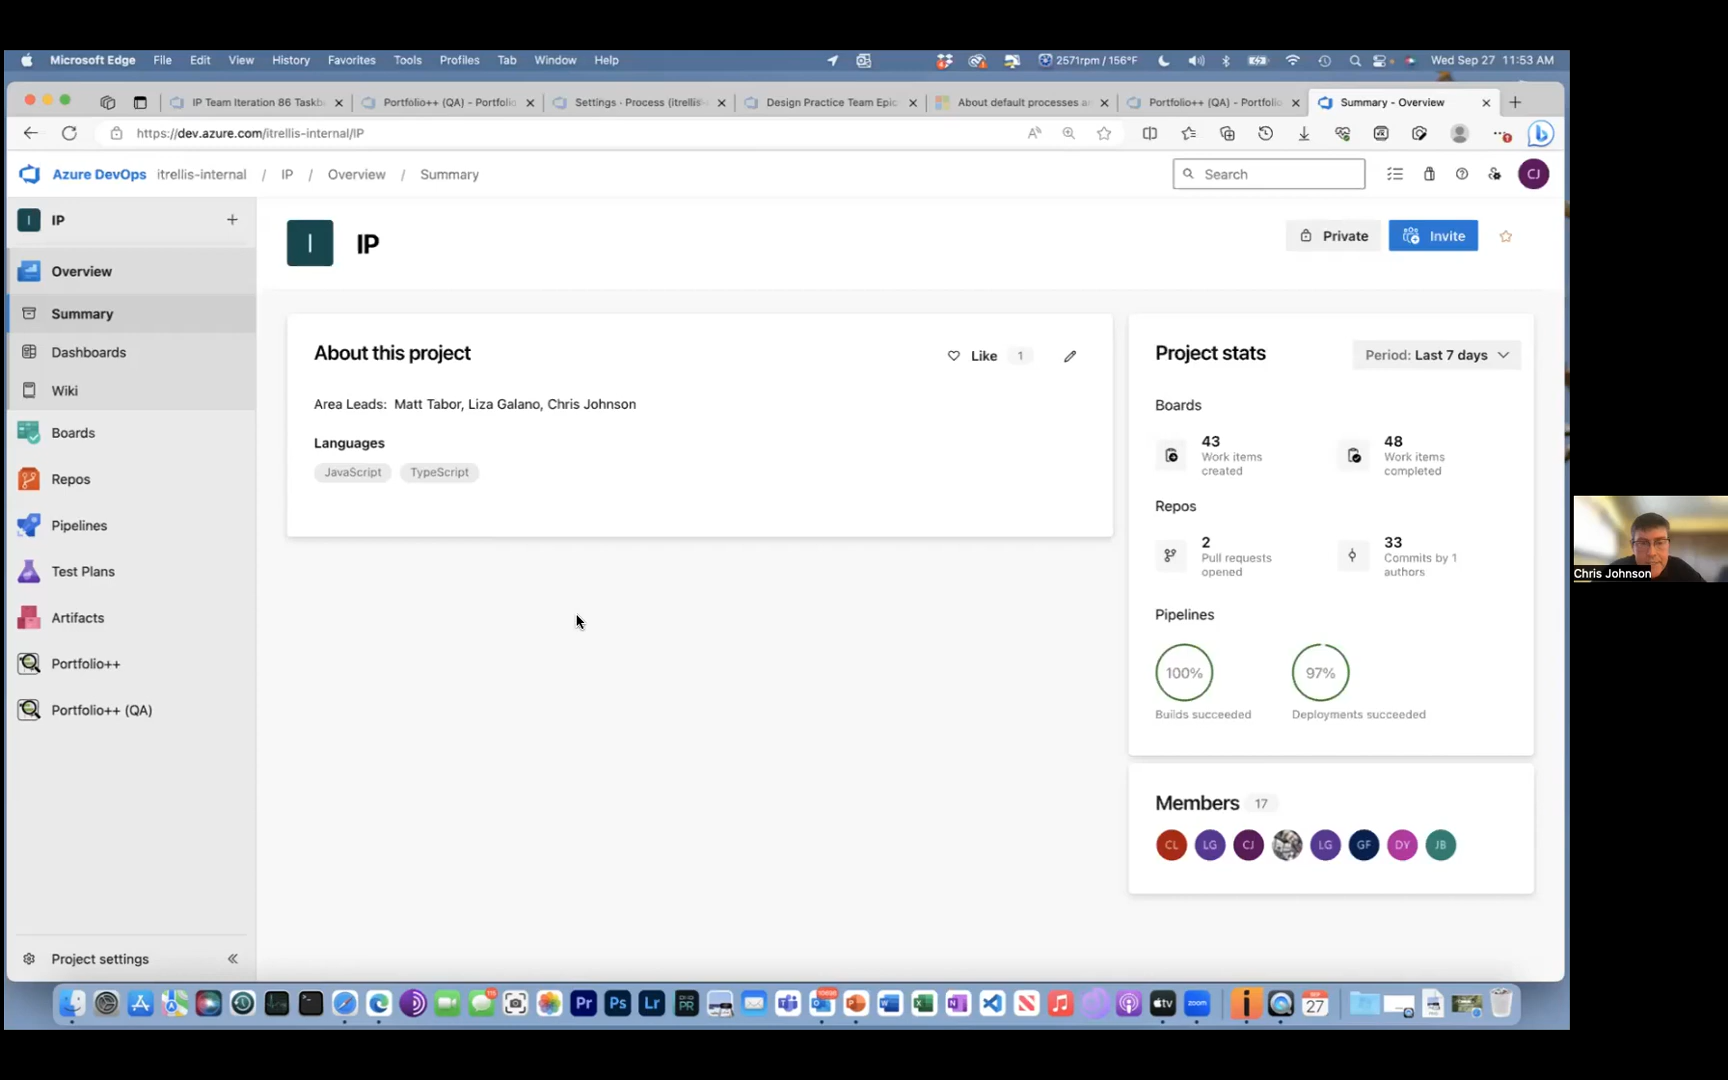 Microsoft Edge File Edit View History Favorites Tools Profiles Tab Window Help 2571rpm / 156°F Wed Sep 27 11:53 AM
IP Team Iteration 86 Taskb Portfolio++ (QA) - Portfolio Settings · Process (itrellis- Design Practice Team Epic About default processes a Portfolio++ (QA) - Portfolio Summary - Overview
https://dev.azure.com/itrellis-internal/IP
Azure DevOps itrellis-internal / IP / Overview / Summary Search CJ
I IP +
I IP Private Invite
Overview
Summary
Dashboards
Wiki
Boards
Repos
Pipelines
Test Plans
Artifacts
Portfolio++
Portfolio++ (QA)
Project settings
About this project Like 1
Area Leads: Matt Tabor, Liza Galano, Chris Johnson
Languages
JavaScript TypeScript
Project stats Period: Last 7 days
Boards
43 48
Work items created
Work items completed
Repos
2 33
Pull requests opened
Commits by 1 authors
Pipelines
100% 97%
Builds succeeded Deployments succeeded
Members 17
CL LG CJ LG GF DY JB
Chris Johnson
Pr Ps Lr PR tv zoom 27